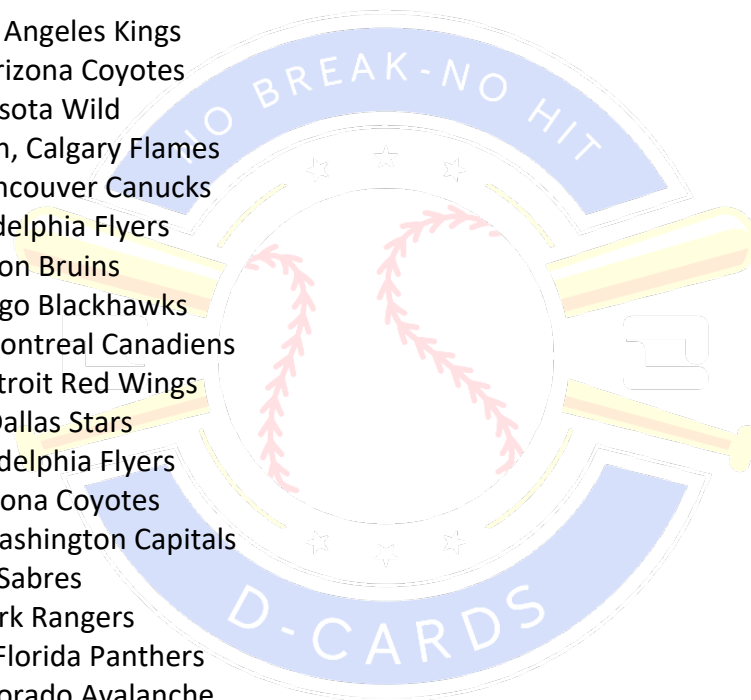 Angeles Kings
rizona Coyotes
sota Wild
n, Calgary Flames
ncouver Canucks
delphia Flyers
on Bruins
go Blackhawks
ontreal Canadiens
troit Red Wings
Dallas Stars
delphia Flyers
ona Coyotes
ashington Capitals
Sabres
rk Rangers
Florida Panthers
orado Avalanche
NO BREAK-NO HIT
D-CARDS